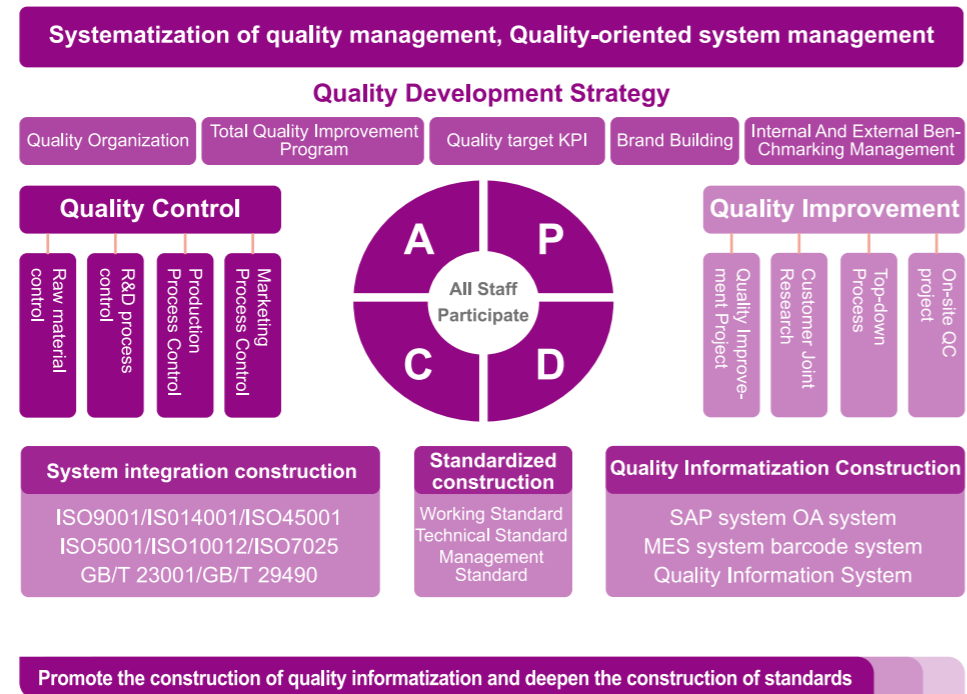 Systematization of quality management, Quality-oriented system management
Quality Development Strategy
Quality Organization
Total Quality Improvement
Program
Quality target KPI
Brand Building
Internal And External Ben-
Chmarking Management
Quality Control
Raw material
control
R&D process
control
Production
Process Control
Marketing
Process Control
A
P
All Staff
Participate
C
D
Quality Improvement
Quality Improve-
ment Project
Customer Joint
Research
Top-down
Process
On-site QC
project
System integration construction
ISO9001/IS014001/ISO45001
ISO5001/ISO10012/ISO7025
GB/T 23001/GB/T 29490
Standardized
construction
Working Standard
Technical Standard
Management
Standard
Quality Informatization Construction
SAP system OA system
MES system barcode system
Quality Information System
Promote the construction of quality informatization and deepen the construction of standards